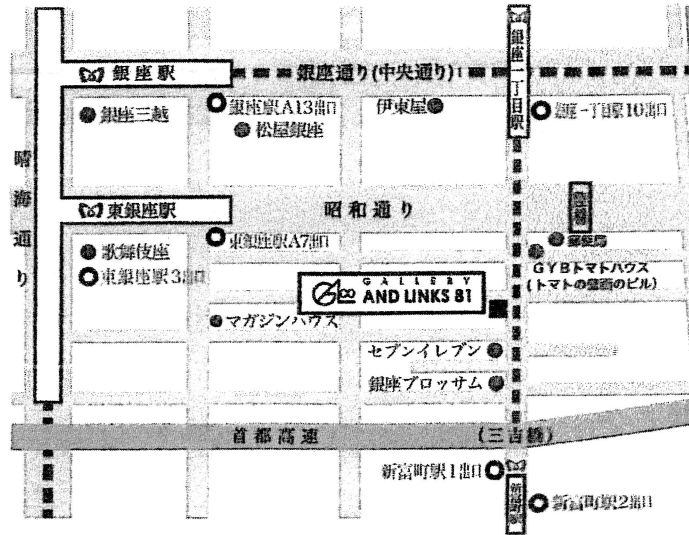 銀座駅
銀座通り(中央通り)
銀座一丁目駅
銀座三越
銀座駅A13出口
松屋銀座
伊東屋
銀座一丁目駅10出口
晴海通り
東銀座駅
昭和通り
歌舞伎座
東銀座駅3出口
東銀座駅A7出口
郵便局
GYBトマトハウス
(トマトの壁画のビル)
GALLERY
AND LINKS 81
マガジンハウス
セブンイレブン
銀座ブロッサム
首都高速
(三吉橋)
新富町駅1出口
新富町駅
新富町駅2出口